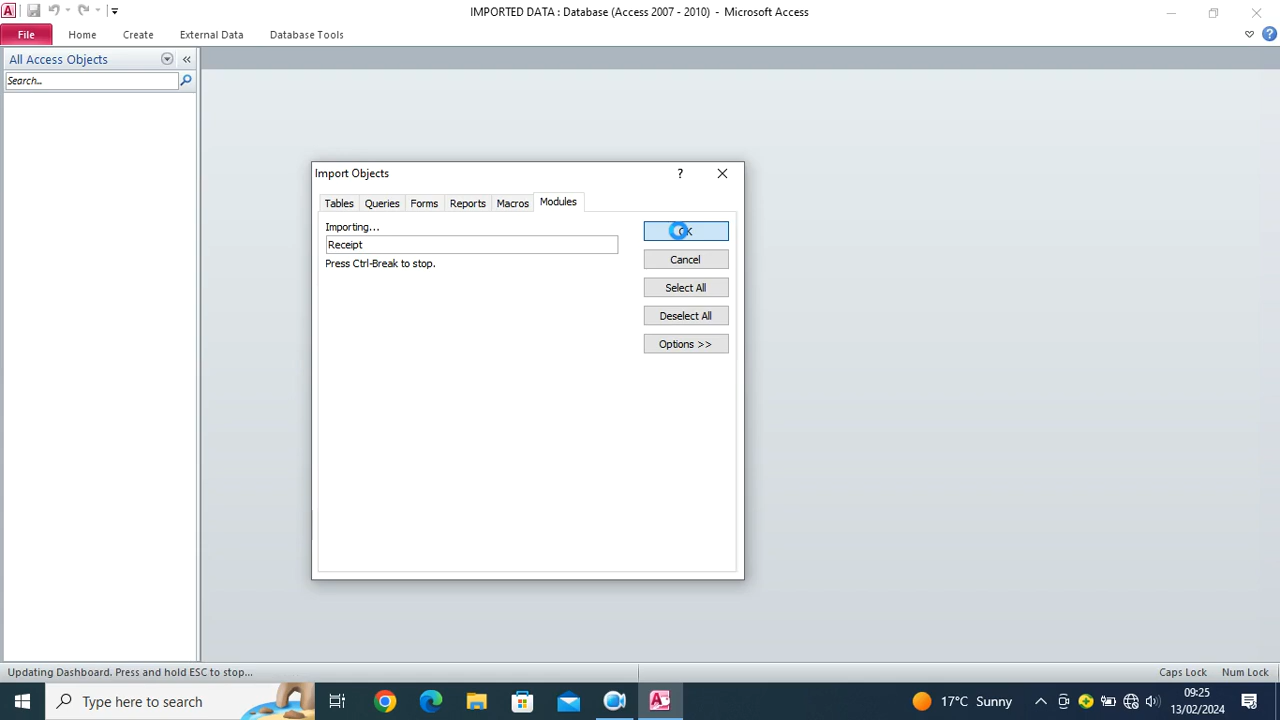 IMPORTED DATA : Database (Access 2007 - 2010) - Microsoft Access
File Home Create External Data Database Tools
All Access Objects
Search...
Import Objects
Tables Queries Forms Reports Macros Modules
Importing...
OK
Receipt
Cancel
Press Ctrl-Break to stop.
Select All
Deselect All
Options >>
Updating Dashboard. Press and hold ESC to stop... Caps Lock Num Lock
Type here to search
17°C Sunny
09:25
13/02/2024